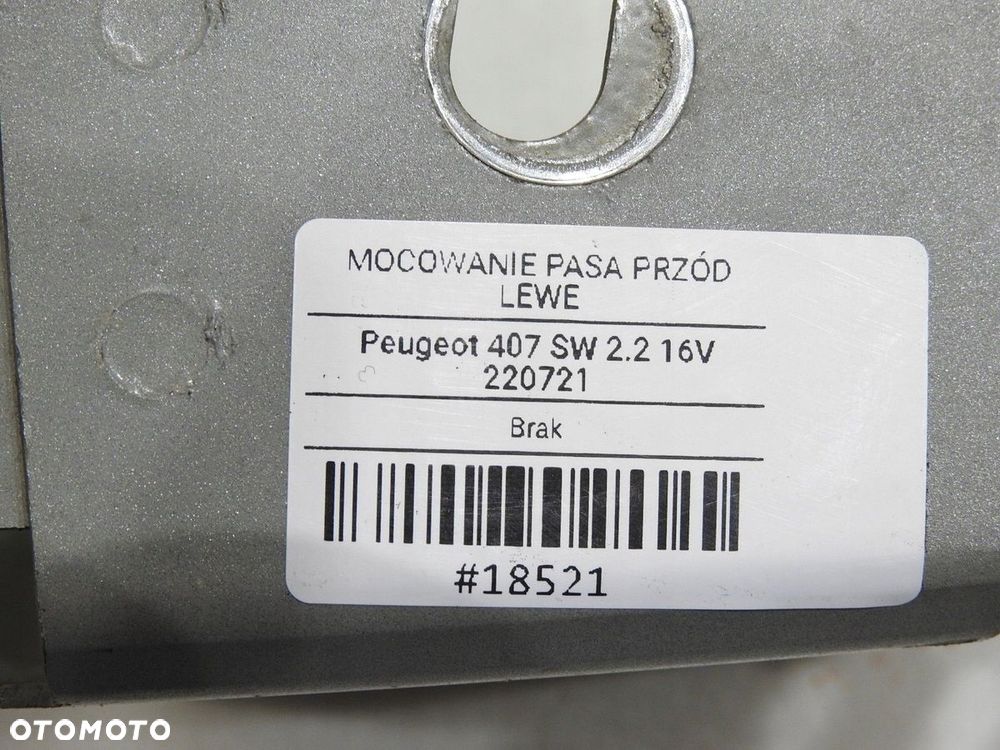 MOCOWANIE PASA PRZÓD
LEWE
Peugeot 407 SW 2.2 16V
220721
Brak
#18521
OTOMOTO